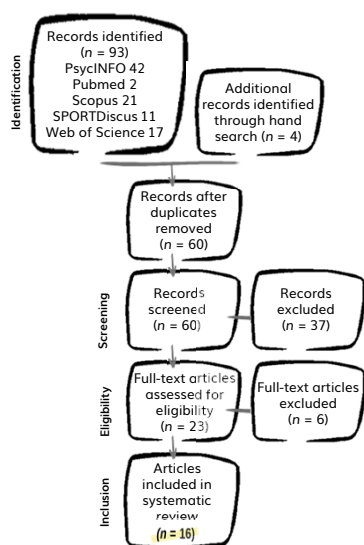 Identification
Records identified
(n = 93)
PsycINFO 42
Pubmed 2
Scopus 21
SPORTDiscus 11
Web of Science 17
Additional
records identified
through hand
search (n = 4)
Records after
duplicates
removed
(n = 60)
Screening
Records
screened
(n = 60)
Records
excluded
(n = 37)
Eligibility
Full-text articles
assessed for
eligibility
(n = 23)
Full-text articles
excluded
(n = 6)
Inclusion
Articles
included in
systematic
review
(n = 16)